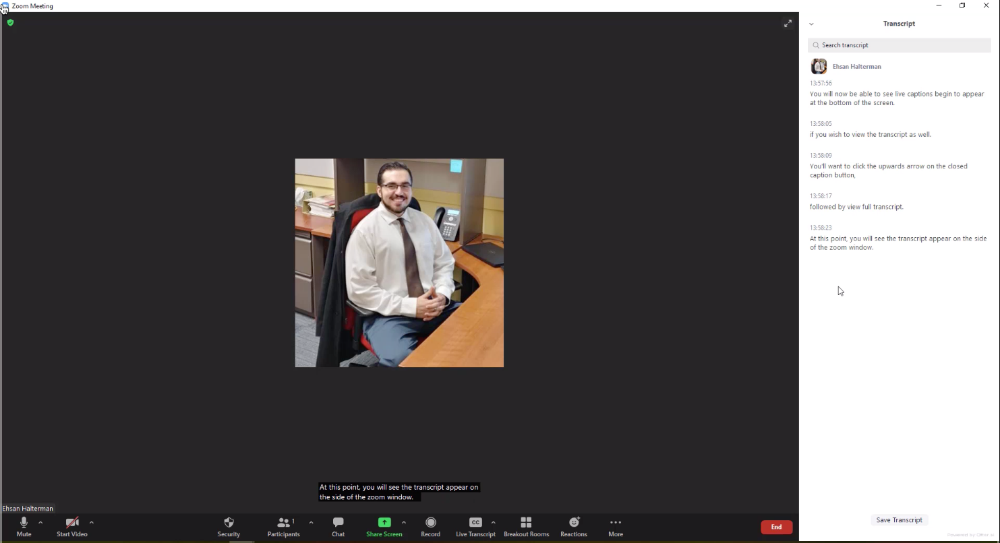 Zoom Meeting
Transcript
Search transcript
Ehsan Halterman
13:57:56
You will now be able to see live captions begin to appear
at the bottom of the screen.
13:58:05
if you wish to view the transcript as well.
13:58:09
You'll want to click the upwards arrow on the closed
caption button,
13:58:17
followed by view full transcript.
13:58:23
At this point, you will see the transcript appear on the side
of the zoom window.
At this point, you will see the transcript appear on
the side of the zoom window.
Ehsan Halterman
Mute
Start Video
Security
Participants 1
Chat
Share Screen
Record
CC
Live Transcript
Breakout Rooms
Reactions
More
End
Save Transcript
Powered by Otter.ai